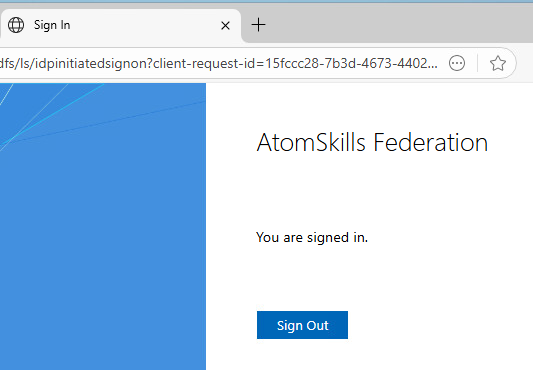 Sign In
dfs/ls/idpinitiatedsignon?client-request-id=15fccc28-7b3d-4673-4402...
AtomSkills Federation
You are signed in.
Sign Out